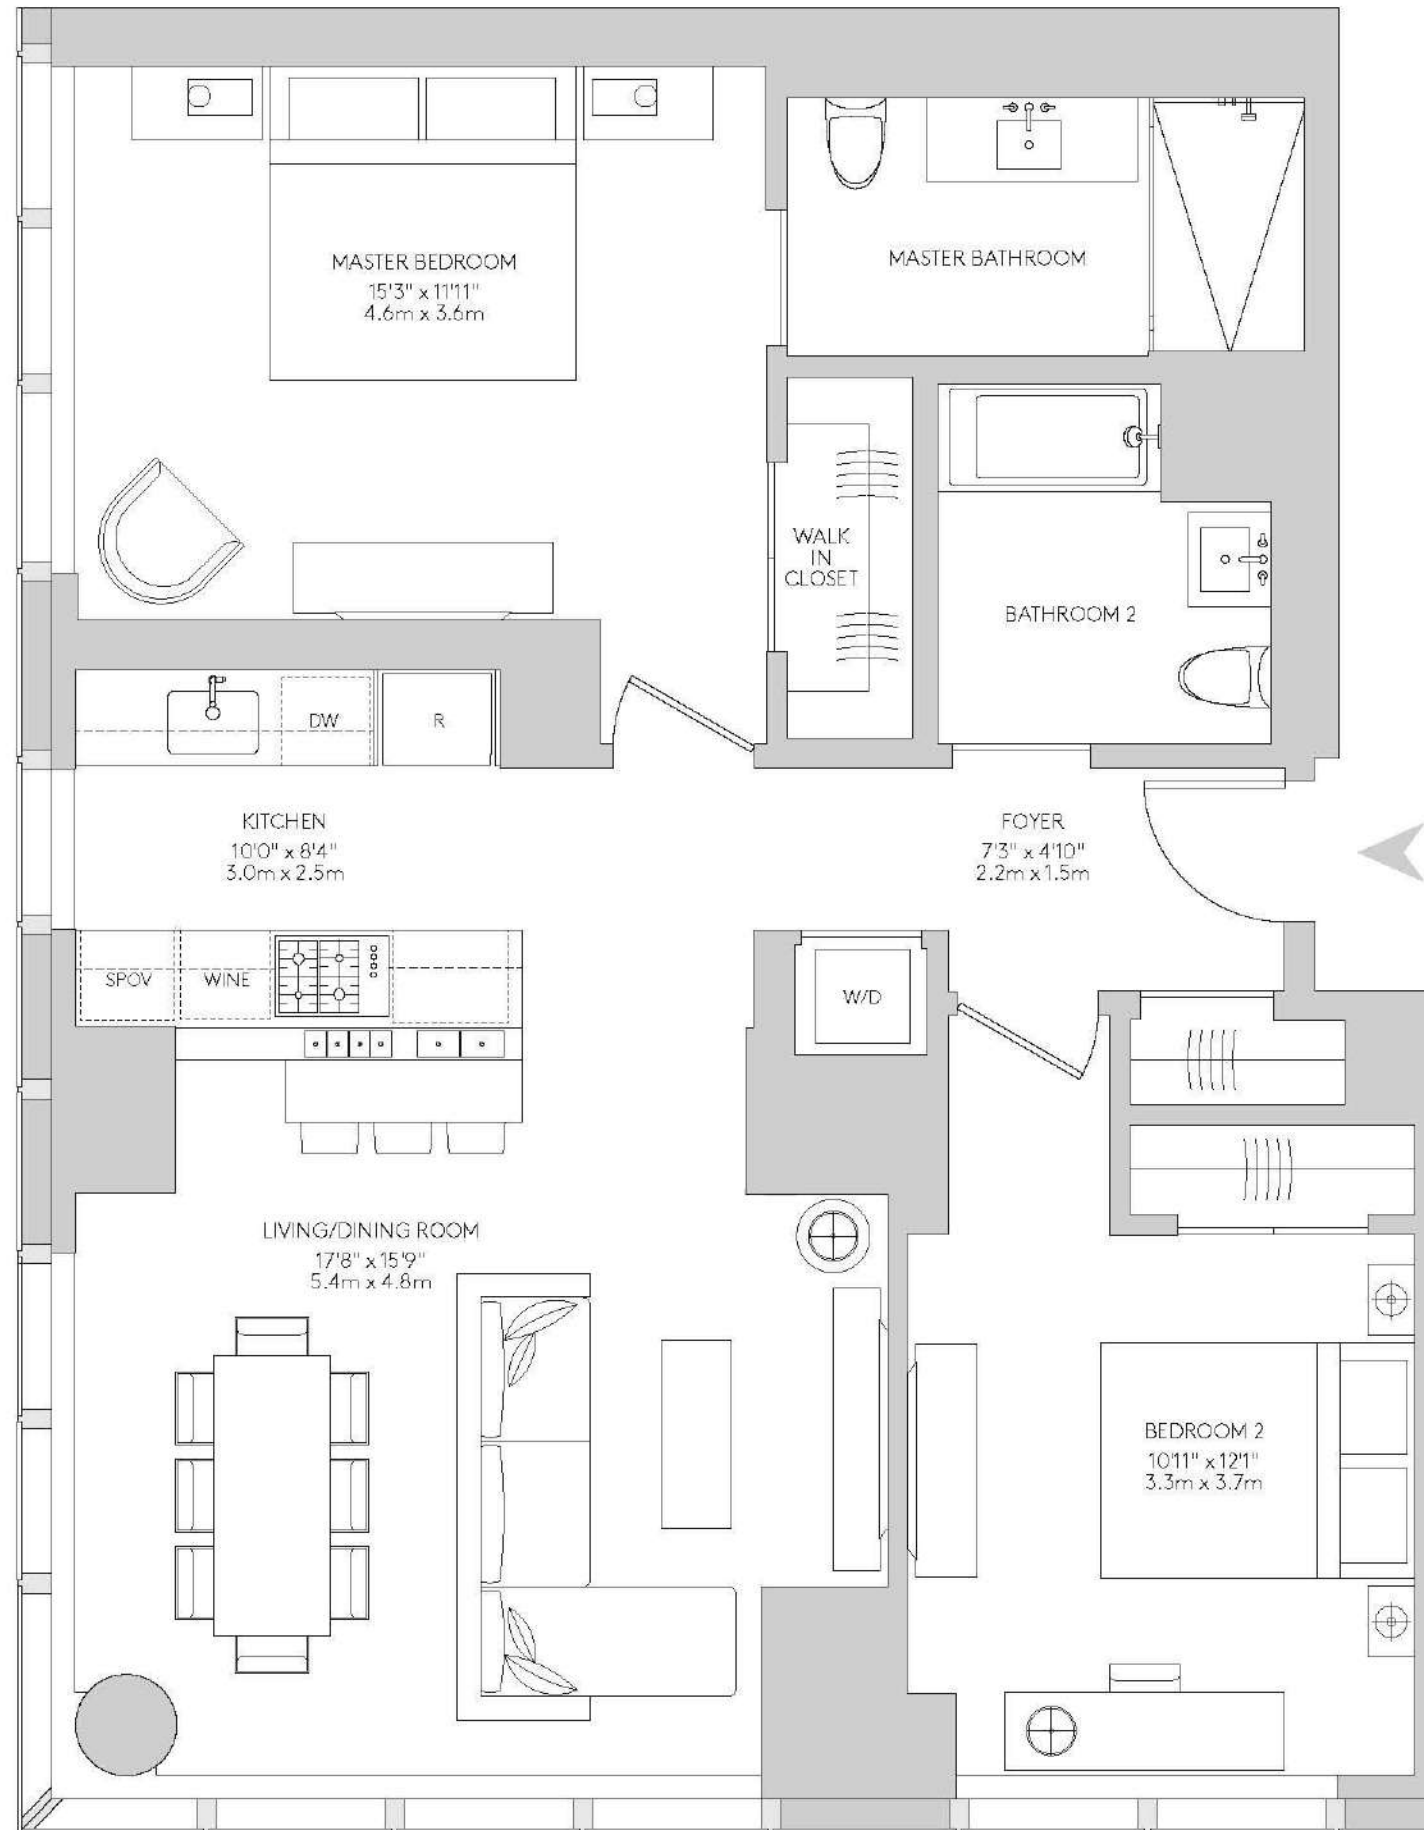 MASTER BEDROOM
15'3" x 11'11"
4.6m x 3.6m
MASTER BATHROOM
WALK
IN
CLOSET
BATHROOM 2
DW
R
KITCHEN
10'0" x 8'4"
3.0m x 2.5m
FOYER
7'3" x 4'10"
2.2m x 1.5m
SPOV
WINE
W/D
LIVING/DINING ROOM
17'8" x 15'9"
5.4m x 4.8m
BEDROOM 2
10'11" x 12'1"
3.3m x 3.7m